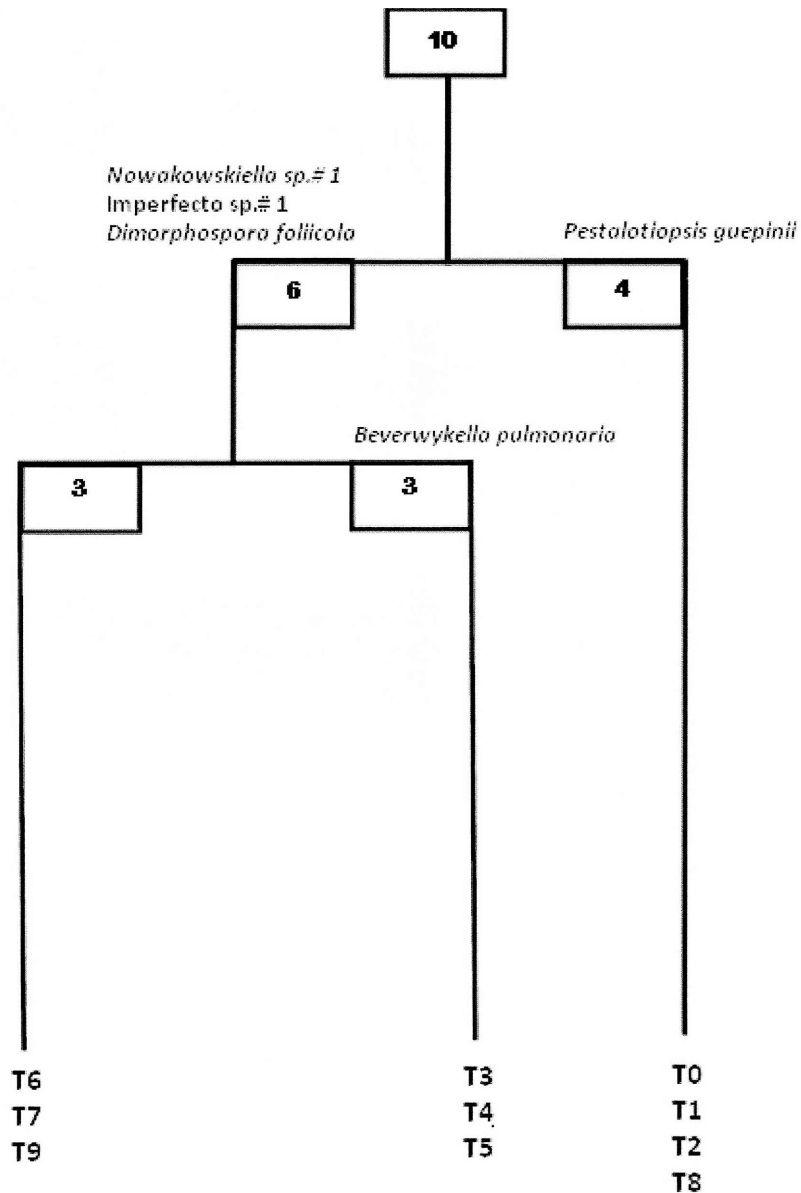 10
Nowakowskiella sp.# 1
Imperfecto sp.# 1
Dimorphospora foliicola
Pestalotiopsis guepinii
6
4
Beverwykella pulmonaria
3
3
T6
T7
T9
T3
T4
T5
T0
T1
T2
T8